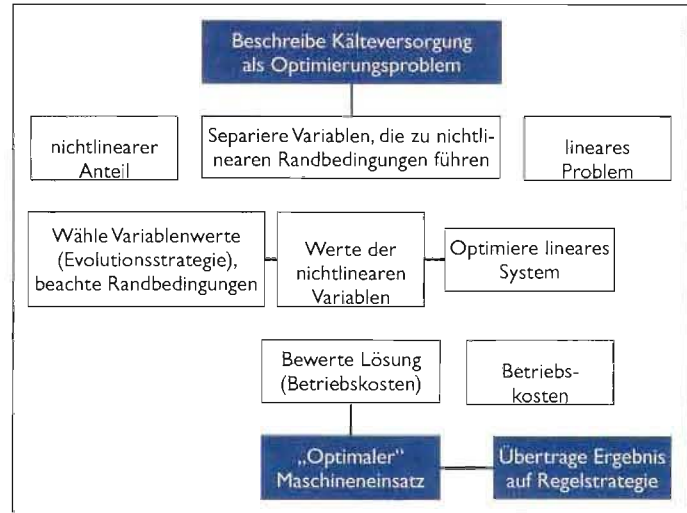 Beschreibe Kälteversorgung
als Optimierungsproblem
nichtlinearer
Anteil
Separiere Variablen, die zu nichtli-
nearen Randbedingungen führen
lineares
Problem
Wähle Variablenwerte
(Evolutionsstrategie),
beachte Randbedingungen
Werte der
nichtlinearen
Variablen
Optimiere lineares
System
Bewerte Lösung
(Betriebskosten)
Betriebs-
kosten
„Optimaler“
Maschineneinsatz
Übertrage Ergebnis
auf Regelstrategie